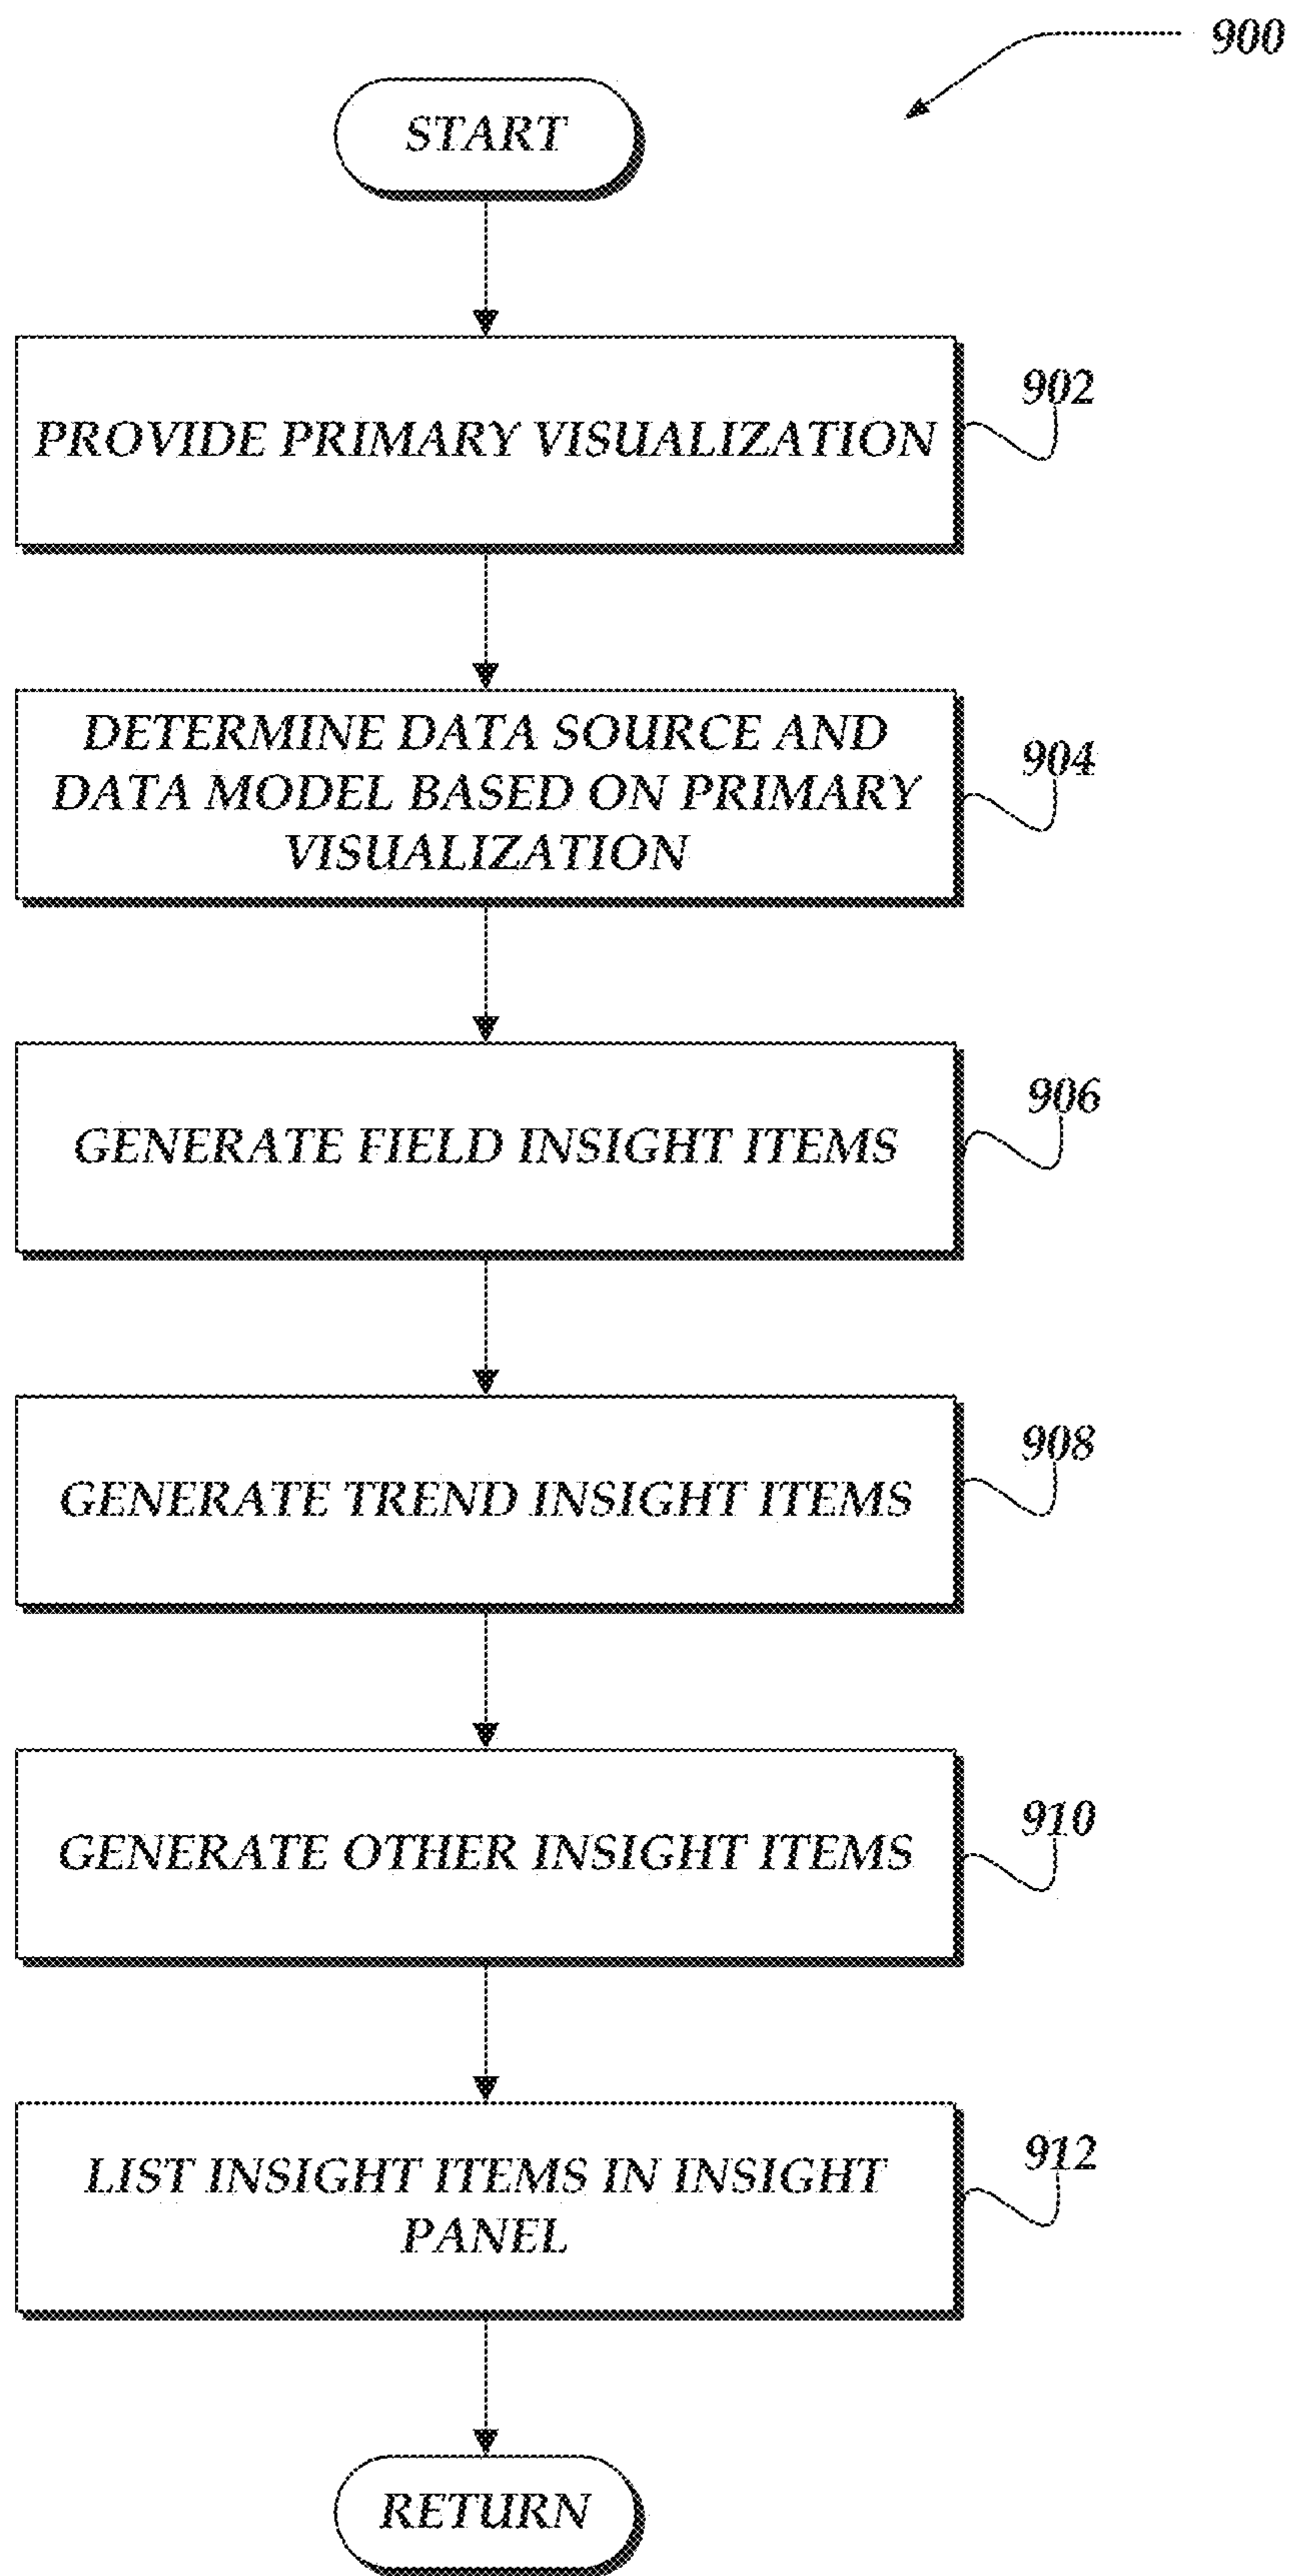 900
START
PROVIDE PRIMARY VISUALIZATION
902
DETERMINE DATA SOURCE AND
DATA MODEL BASED ON PRIMARY
VISUALIZATION
904
GENERATE FIELD INSIGHT ITEMS
906
GENERATE TREND INSIGHT ITEMS
908
GENERATE OTHER INSIGHT ITEMS
910
LIST INSIGHT ITEMS IN INSIGHT
PANEL
912
RETURN